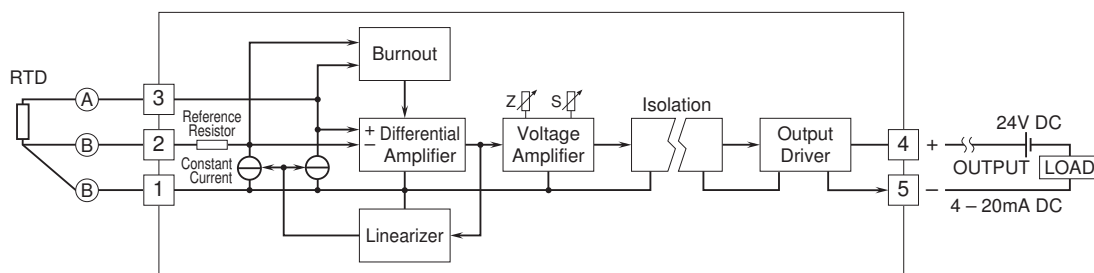 RTD
A
B
B
3
2
1
Reference
Resistor
Constant
Current
Burnout
+
−
Differential
Amplifier
Linearizer
Z
S
Voltage
Amplifier
Isolation
Output
Driver
4
5
+
−
24V DC
OUTPUT
LOAD
4 – 20mA DC